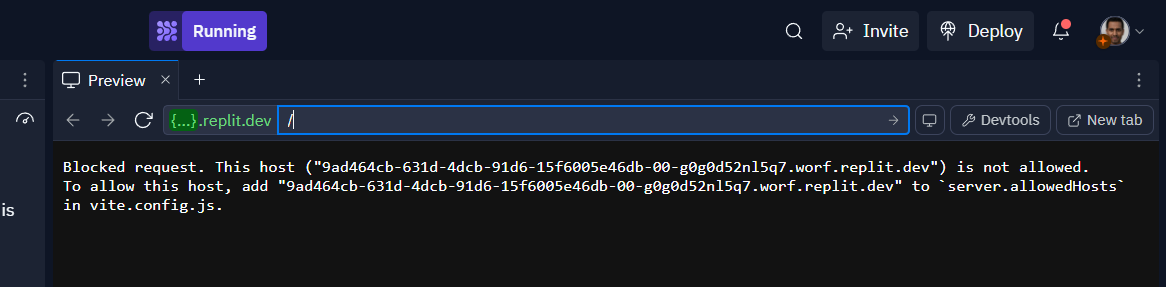 Running
Invite
Deploy
Preview
{...}.replit.dev /
Devtools
New tab
Blocked request. This host ("9ad464cb-631d-4dcb-91d6-15f6005e46db-00-g0g0d52nl5q7.worf.replit.dev") is not allowed.
To allow this host, add "9ad464cb-631d-4dcb-91d6-15f6005e46db-00-g0g0d52nl5q7.worf.replit.dev" to `server.allowedHosts`
in vite.config.js.
is